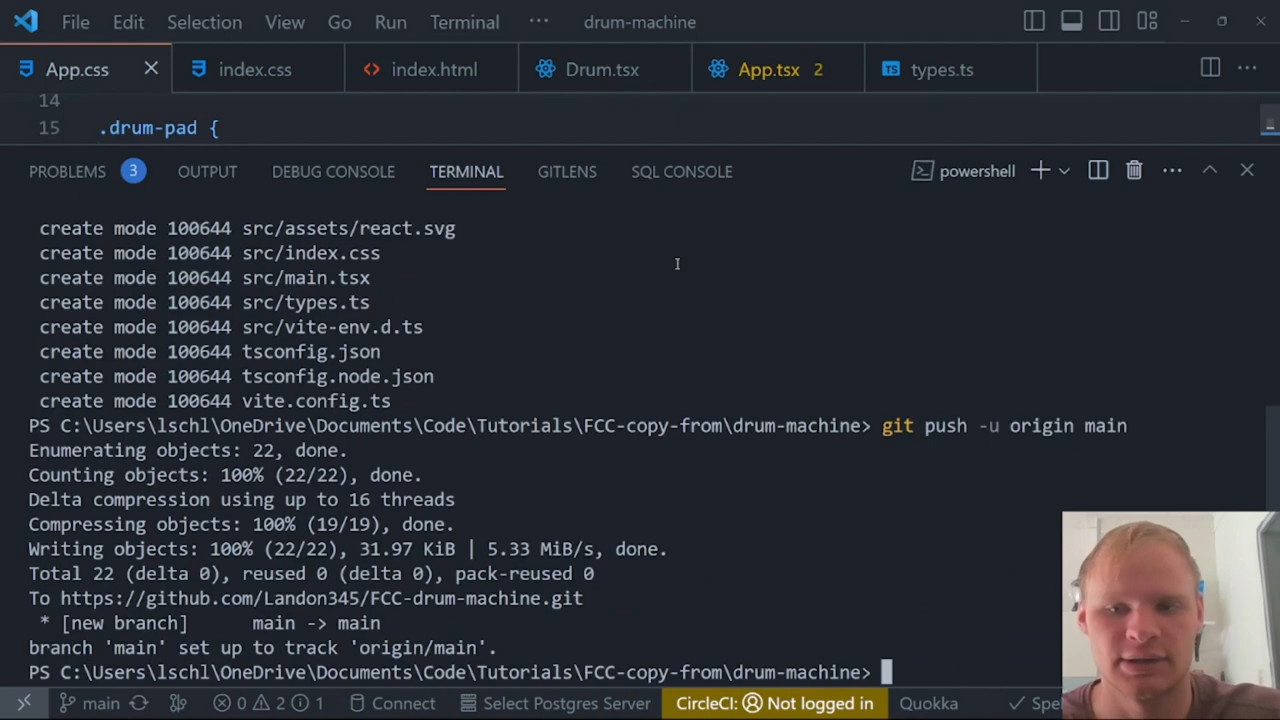 File Edit Selection View Go Run Terminal ··· drum-machine
App.css index.css index.html Drum.tsx App.tsx 2 types.ts ···
14
15 .drum-pad {
PROBLEMS 3 OUTPUT DEBUG CONSOLE TERMINAL GITLENS SQL CONSOLE powershell ···
create mode 100644 src/assets/react.svg
create mode 100644 src/index.css
create mode 100644 src/main.tsx
create mode 100644 src/types.ts
create mode 100644 src/vite-env.d.ts
create mode 100644 tsconfig.json
create mode 100644 tsconfig.node.json
create mode 100644 vite.config.ts
PS C:\Users\lschl\OneDrive\Documents\Code\Tutorials\FCC-copy-from\drum-machine> git push -u origin main
Enumerating objects: 22, done.
Counting objects: 100% (22/22), done.
Delta compression using up to 16 threads
Compressing objects: 100% (19/19), done.
Writing objects: 100% (22/22), 31.97 KiB | 5.33 MiB/s, done.
Total 22 (delta 0), reused 0 (delta 0), pack-reused 0
To https://github.com/Landon345/FCC-drum-machine.git
* [new branch] main -> main
branch 'main' set up to track 'origin/main'.
PS C:\Users\lschl\OneDrive\Documents\Code\Tutorials\FCC-copy-from\drum-machine>
main 0 2 1 Connect Select Postgres Server CircleCI: Not logged in Quokka